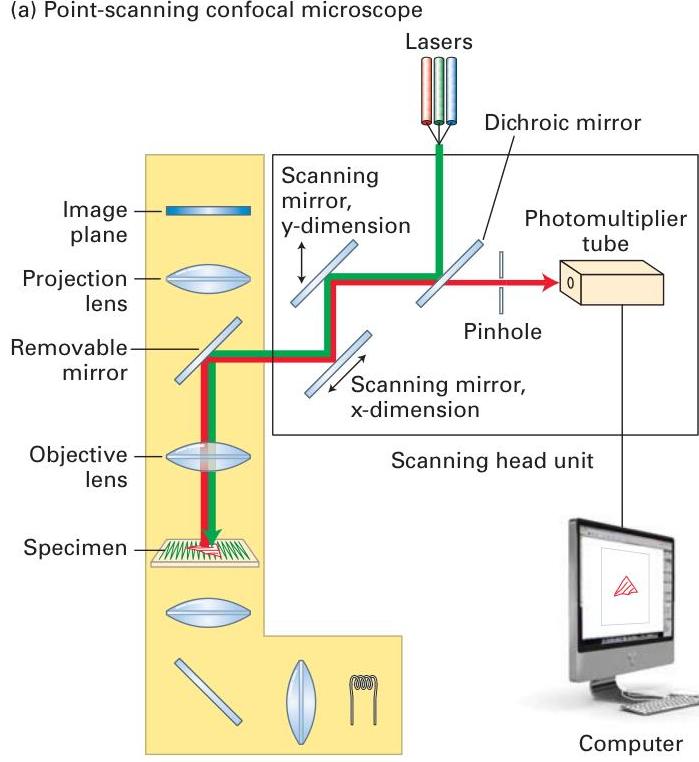 (a) Point-scanning confocal microscope
Lasers
Dichroic mirror
Scanning
mirror,
y-dimension
Image
plane
Photomultiplier
tube
Projection
lens
Pinhole
Removable
mirror
Scanning mirror,
x-dimension
Objective
lens
Scanning head unit
Specimen
Computer